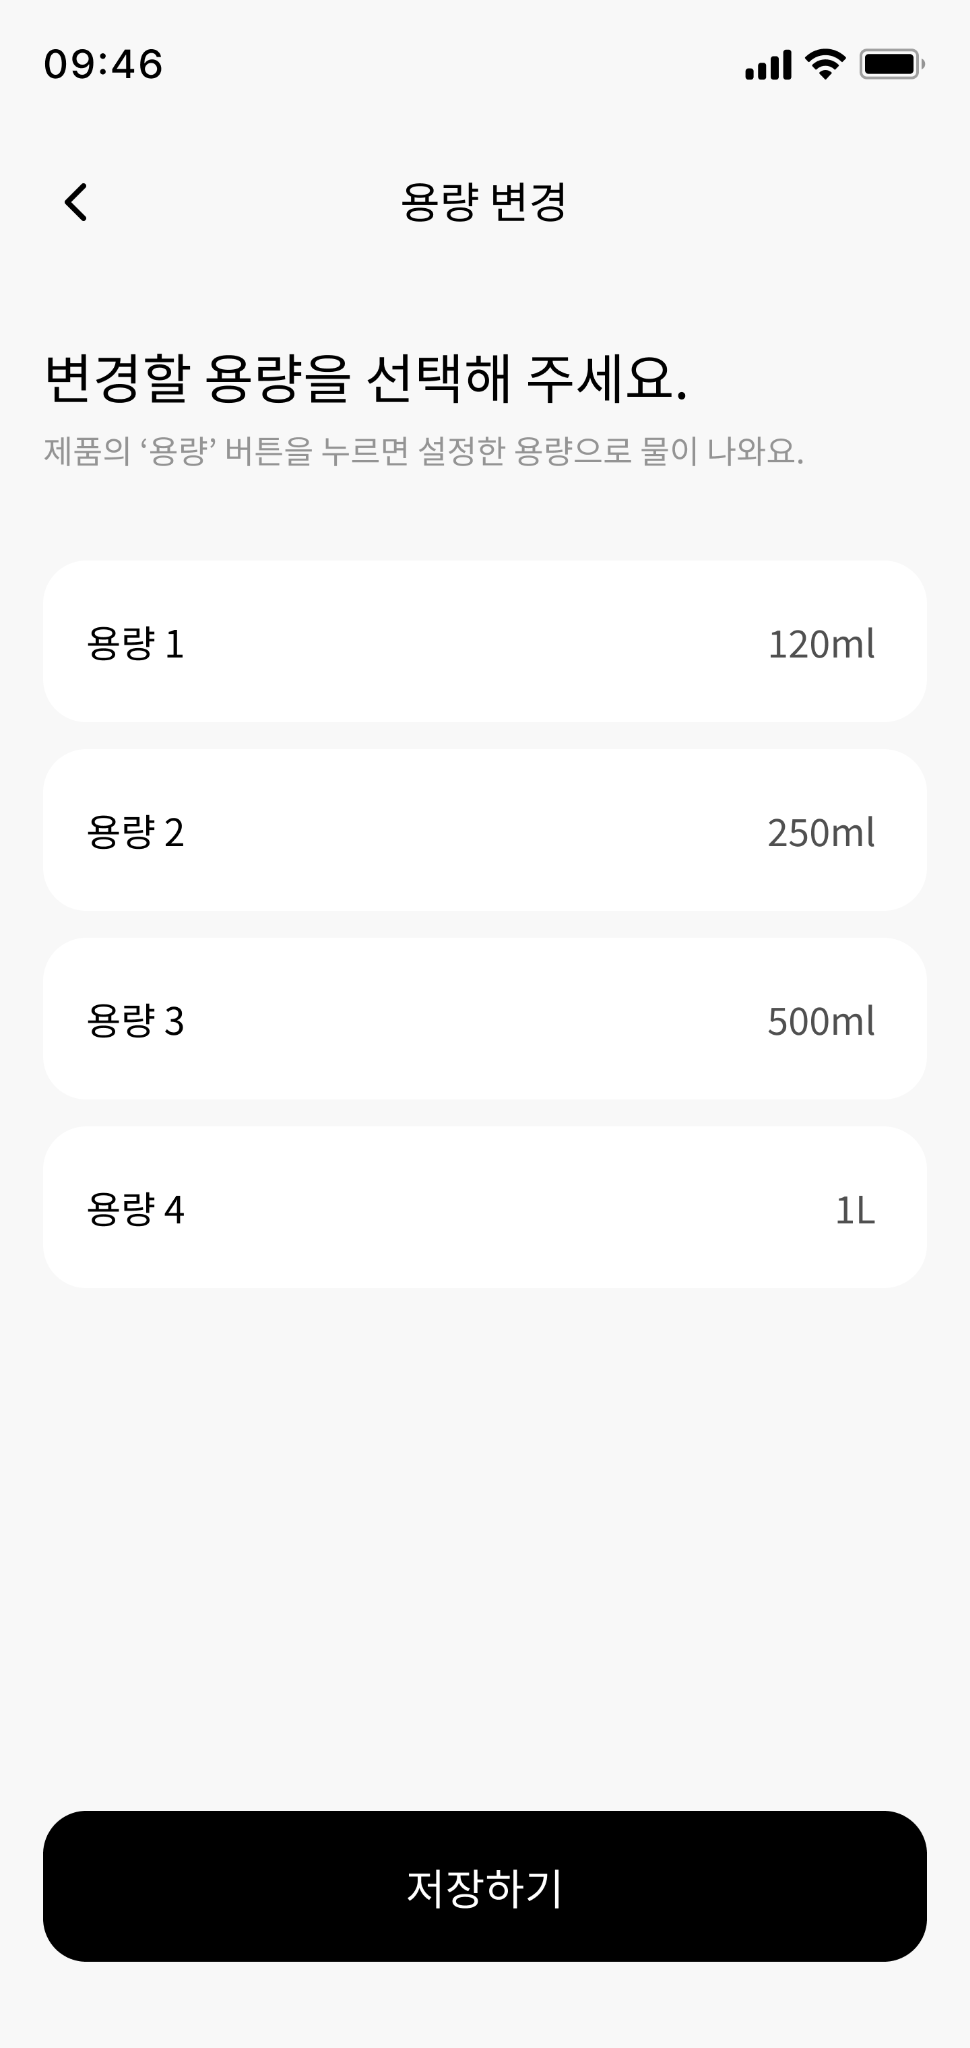 09:46
용량 변경
변경할 용량을 선택해 주세요.
제품의 ‘용량’ 버튼을 누르면 설정한 용량으로 물이 나와요.
용량 1 120ml
용량 2 250ml
용량 3 500ml
용량 4 1L
저장하기